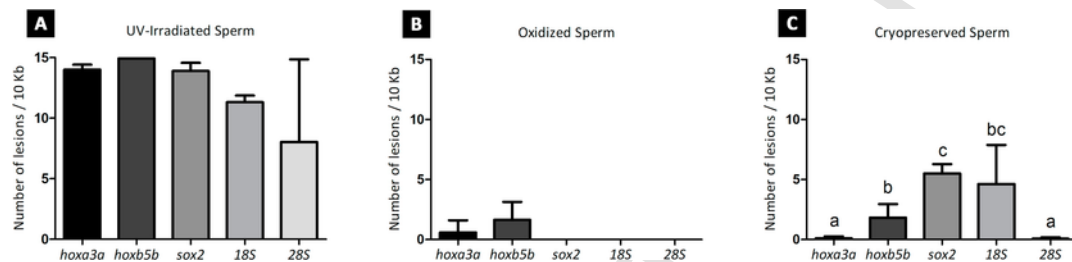 A
UV-Irradiated Sperm
Number of lesions / 10 Kb
15
10
5
0
hoxa3a hoxb5b sox2 18S 28S
B
Oxidized Sperm
Number of lesions / 10 Kb
15
10
5
0
hoxa3a hoxb5b sox2 18S 28S
C
Cryopreserved Sperm
Number of lesions / 10 Kb
15
10
5
0
a
b
c
bc
a
hoxa3a hoxb5b sox2 18S 28S